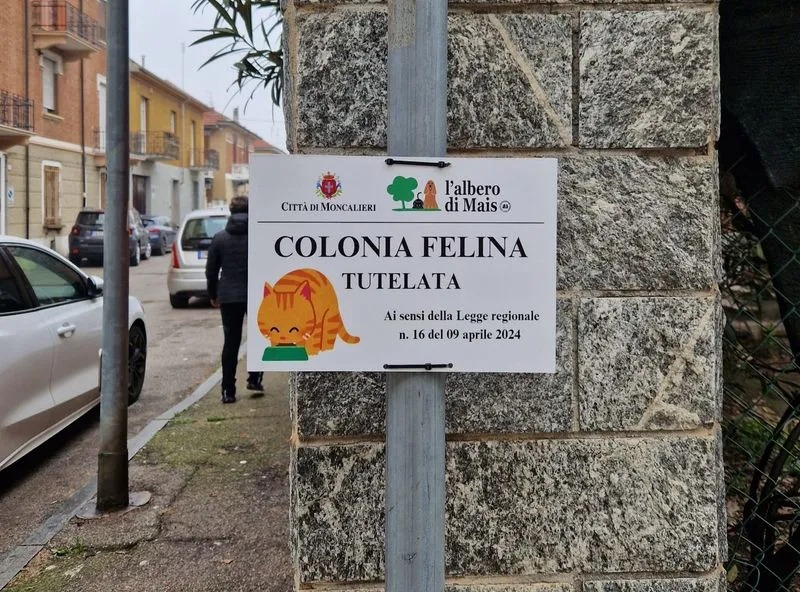 CITTÀ DI MONCALIERI
l'albero
di Mais
COLONIA FELINA
TUTELATA
Ai sensi della Legge regionale
n. 16 del 09 aprile 2024